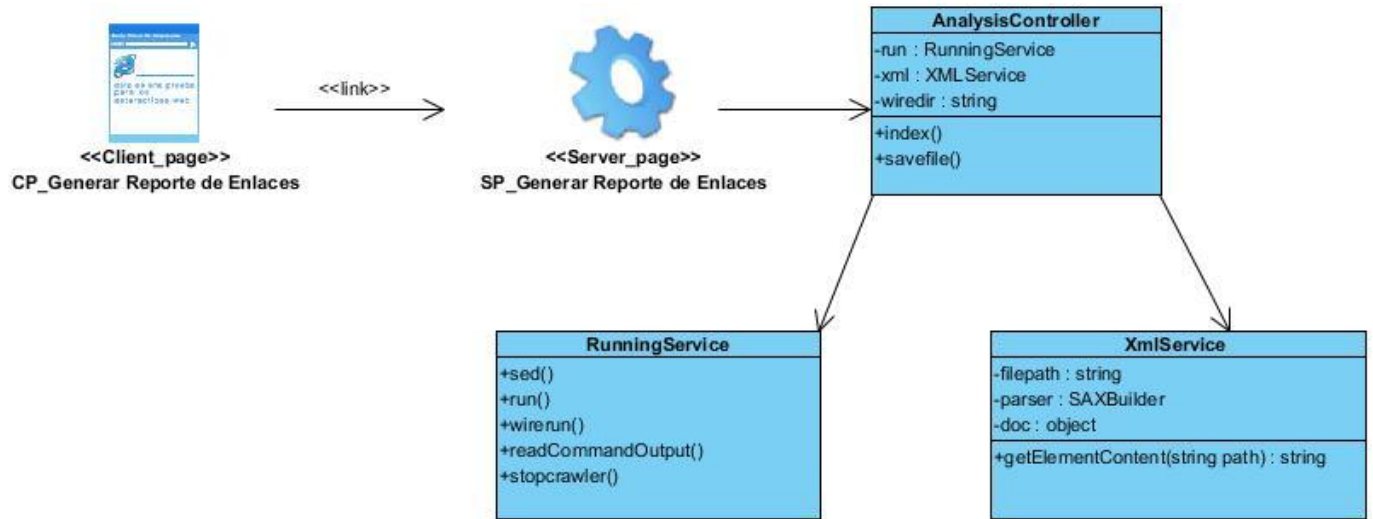 <<link>>
<<Client_page>>
CP_Generar Reporte de Enlaces
<<Server_page>>
SP_Generar Reporte de Enlaces
AnalysisController
-run : RunningService
-xml : XMLService
-wiredir : string
+index()
+savefile()
RunningService
+sed()
+run()
+wirerun()
+readCommandOutput()
+stopcrawler()
XmlService
-filepath : string
-parser : SAXBuilder
-doc : object
+getElementContent(string path) : string